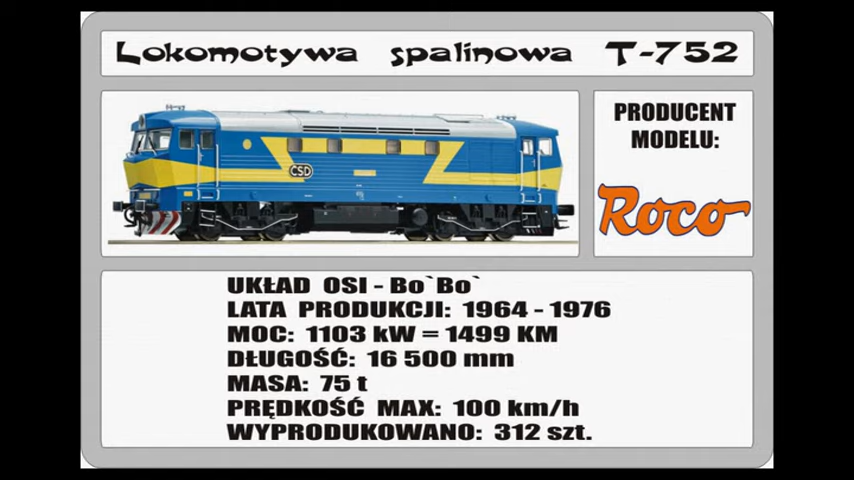 Lokomotywa spalinowa T-752
PRODUCENT
MODELU:
ČSD
Roco
UKŁAD OSI - Bo`Bo`
LATA PRODUKCJI: 1964 - 1976
MOC: 1103 kW = 1499 KM
DŁUGOŚĆ: 16 500 mm
MASA: 75 t
PRĘDKOŚĆ MAX: 100 km/h
WYPRODUKOWANO: 312 szt.